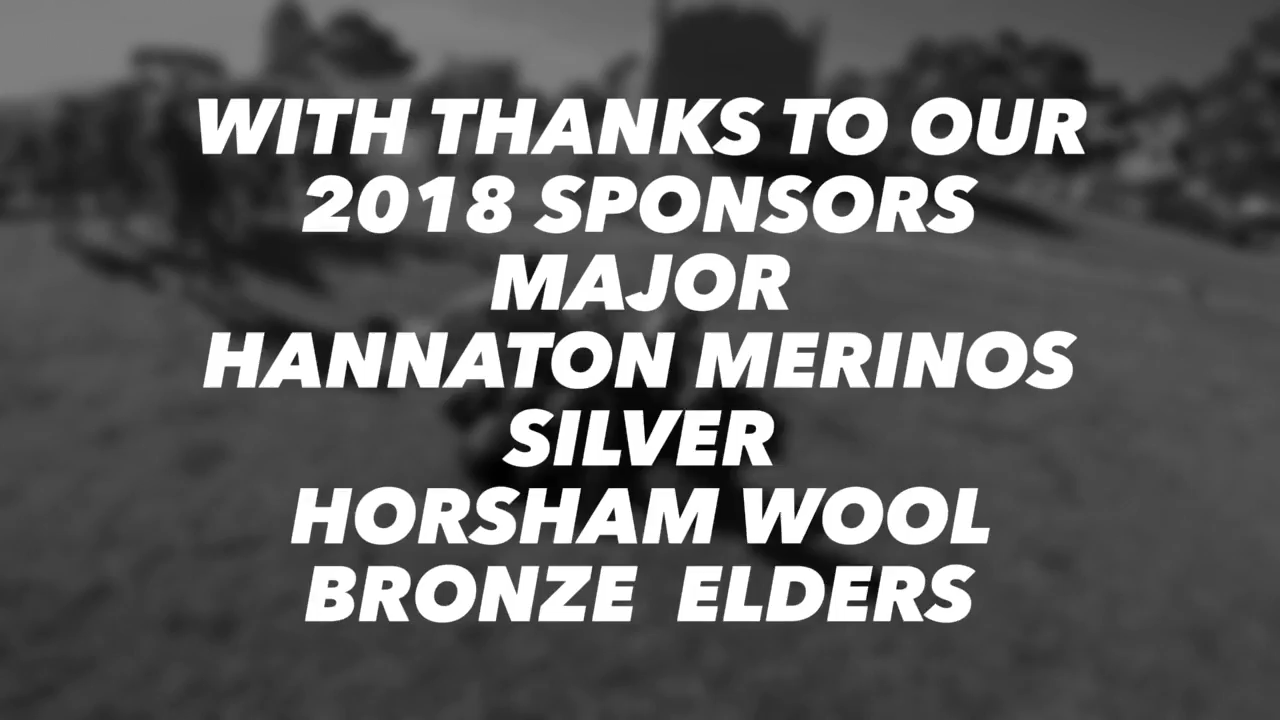 WITH THANKS TO OUR
2018 SPONSORS
MAJOR
HANNATON MERINOS
SILVER
HORSHAM WOOL
BRONZE  ELDERS